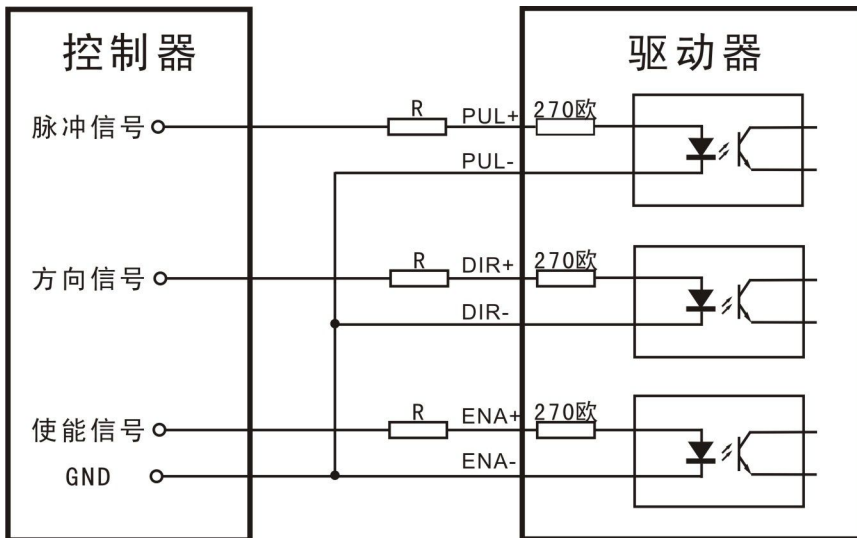 控制器
驱动器
脉冲信号
R
PUL+
270欧
PUL-
方向信号
R
DIR+
270欧
DIR-
使能信号
R
ENA+
270欧
GND
ENA-